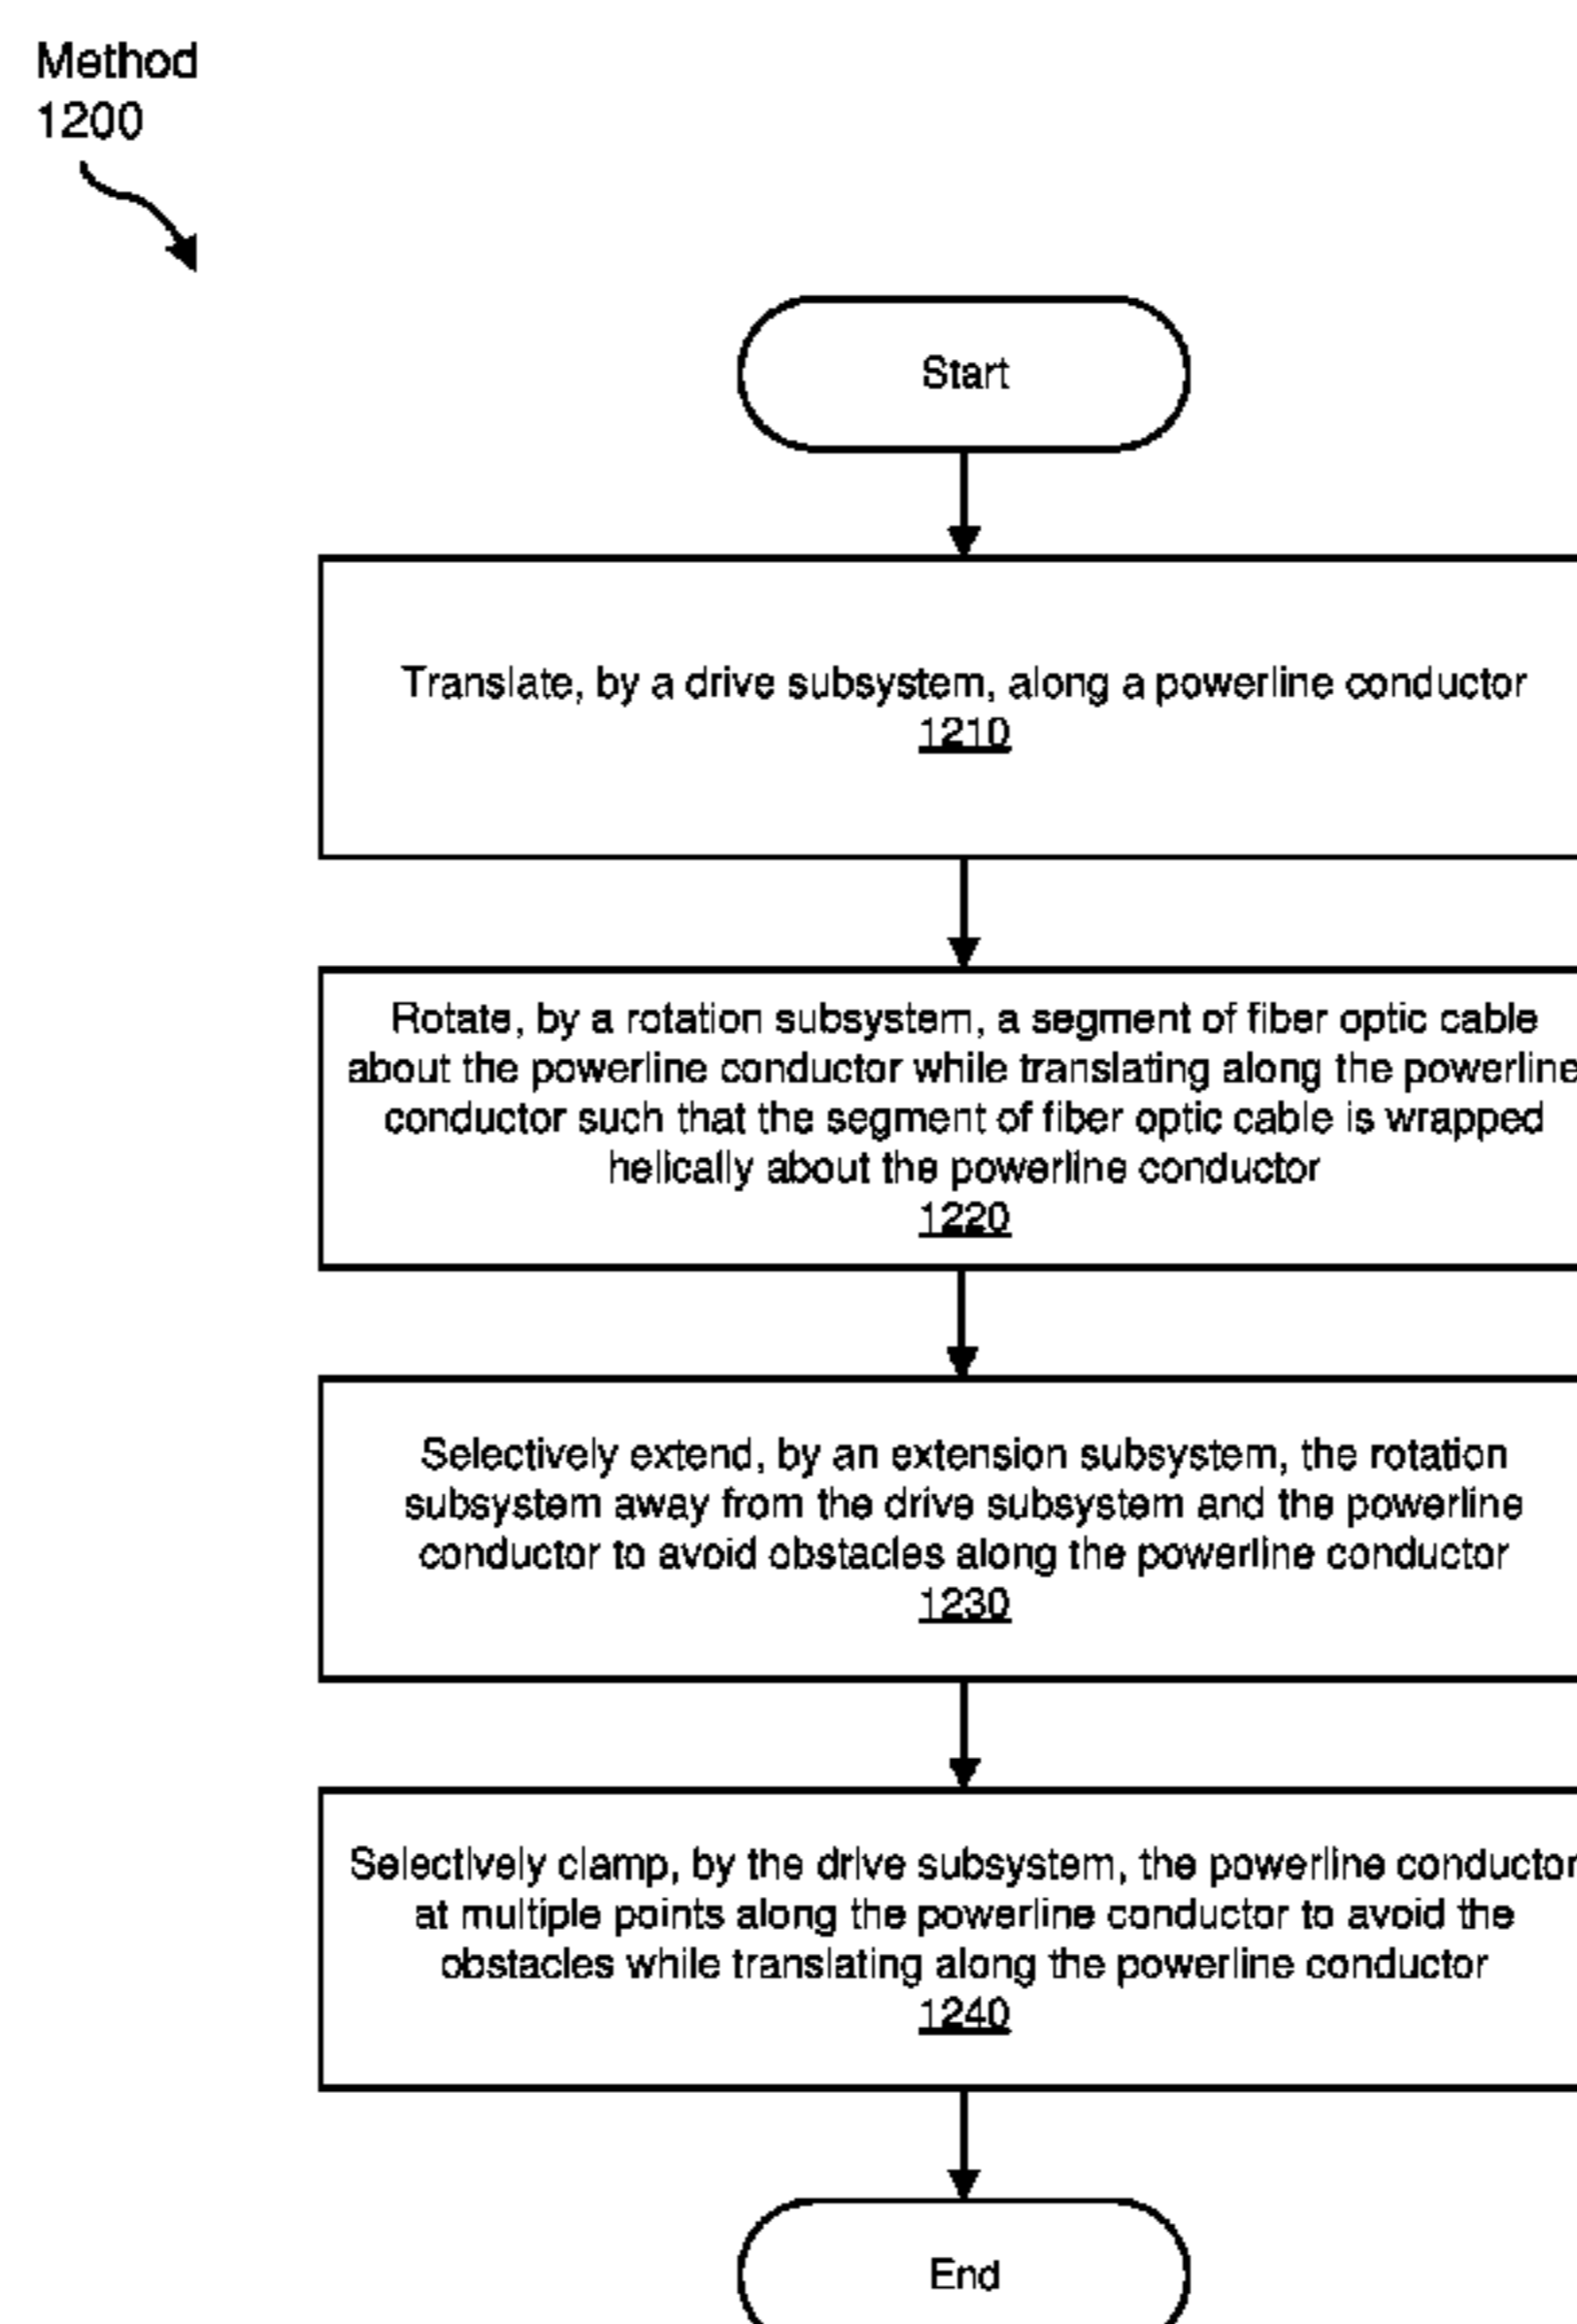 Method
1200
Start
Translate, by a drive subsystem, along a powerline conductor
1210
Rotate, by a rotation subsystem, a segment of fiber optic cable
about the powerline conductor while translating along the powerline
conductor such that the segment of fiber optic cable is wrapped
helically about the powerline conductor
1220
Selectively extend, by an extension subsystem, the rotation
subsystem away from the drive subsystem and the powerline
conductor to avoid obstacles along the powerline conductor
1230
Selectively clamp, by the drive subsystem, the powerline conductor
at multiple points along the powerline conductor to avoid the
obstacles while translating along the powerline conductor
1240
End